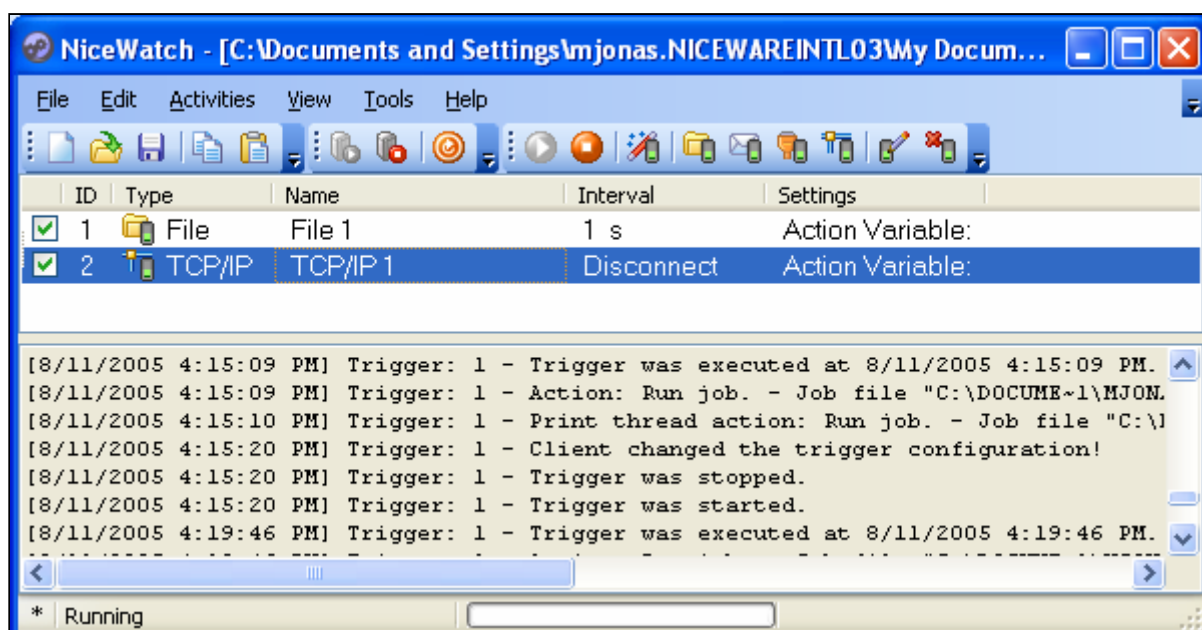 NiceWatch - [C:\Documents and Settings\mjonas.NICEWAREINTL03\My Docum...
File Edit Activities View Tools Help
ID Type Name Interval Settings
1 File File 1 1 s Action Variable:
2 TCP/IP TCP/IP 1 Disconnect Action Variable:
[8/11/2005 4:15:09 PM] Trigger: 1 - Trigger was executed at 8/11/2005 4:15:09 PM.
[8/11/2005 4:15:09 PM] Trigger: 1 - Action: Run job. - Job file "C:\DOCUME~1\MJON
[8/11/2005 4:15:10 PM] Trigger: 1 - Print thread action: Run job. - Job file "C:\
[8/11/2005 4:15:20 PM] Trigger: 1 - Client changed the trigger configuration!
[8/11/2005 4:15:20 PM] Trigger: 1 - Trigger was stopped.
[8/11/2005 4:15:20 PM] Trigger: 1 - Trigger was started.
[8/11/2005 4:19:46 PM] Trigger: 1 - Trigger was executed at 8/11/2005 4:19:46 PM.
* Running